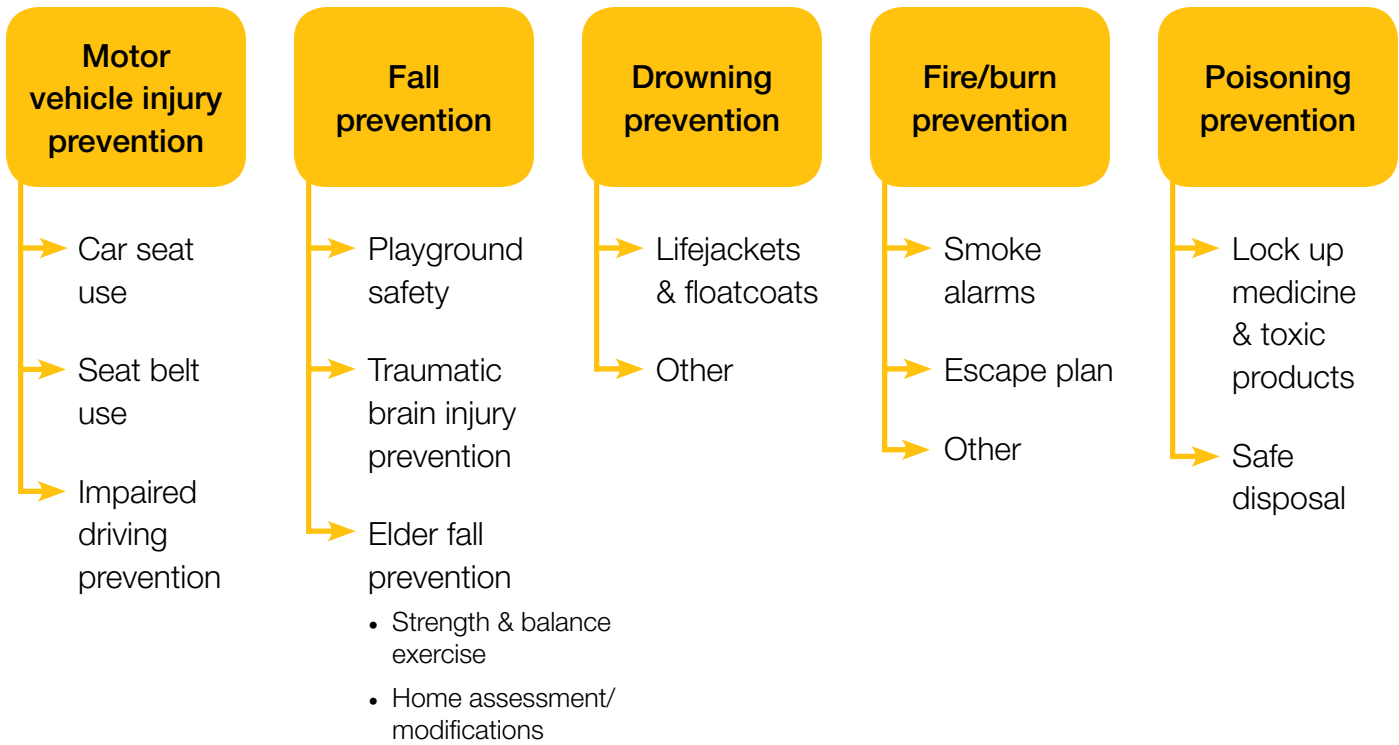 Motor
vehicle injury
prevention
Car seat
use
Seat belt
use
Impaired
driving
prevention
Fall
prevention
Playground
safety
Traumatic
brain injury
prevention
Elder fall
prevention
• Strength & balance
exercise
• Home assessment/
modifications
Drowning
prevention
Lifejackets
& floatcoats
Other
Fire/burn
prevention
Smoke
alarms
Escape plan
Other
Poisoning
prevention
Lock up
medicine
& toxic
products
Safe
disposal